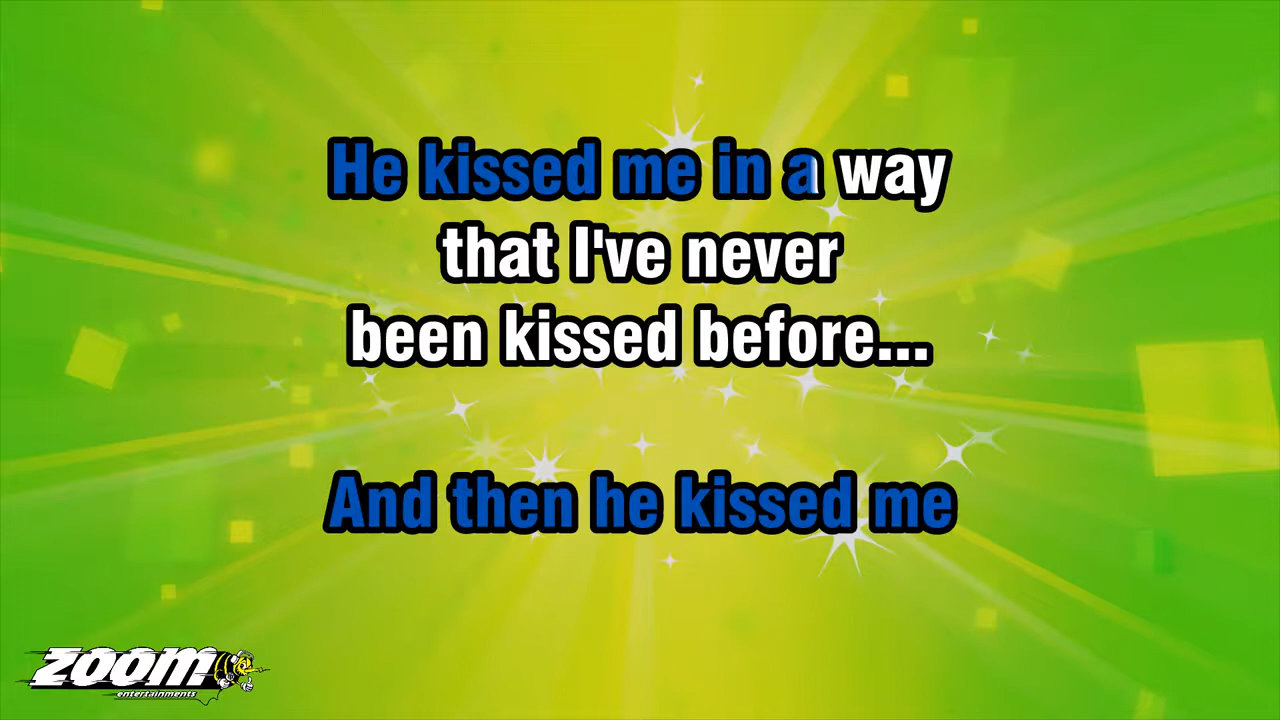 He kissed me in a way
that I've never
been kissed before...
And then he kissed me
zoom
entertainments